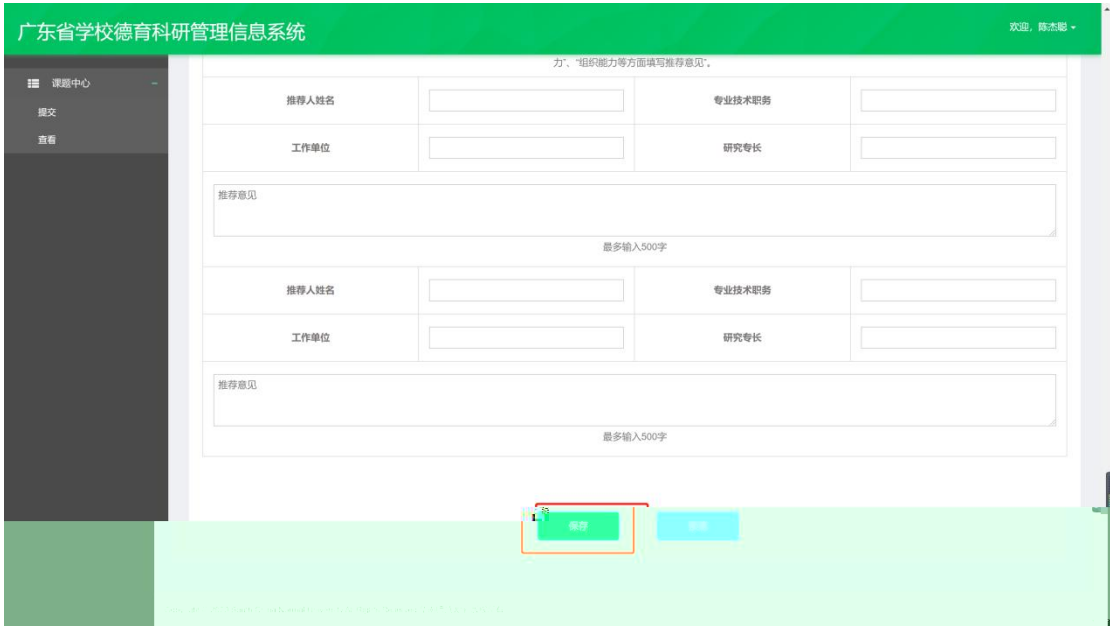 广东省学校德育科研管理信息系统
欢迎，陈杰聪
力”、“组织能力等方面填写推荐意见”。
课题中心
提交
查看
推荐人姓名 专业技术职务
工作单位 研究专长
推荐意见
最多输入500字
推荐人姓名 专业技术职务
工作单位 研究专长
推荐意见
最多输入500字
保存